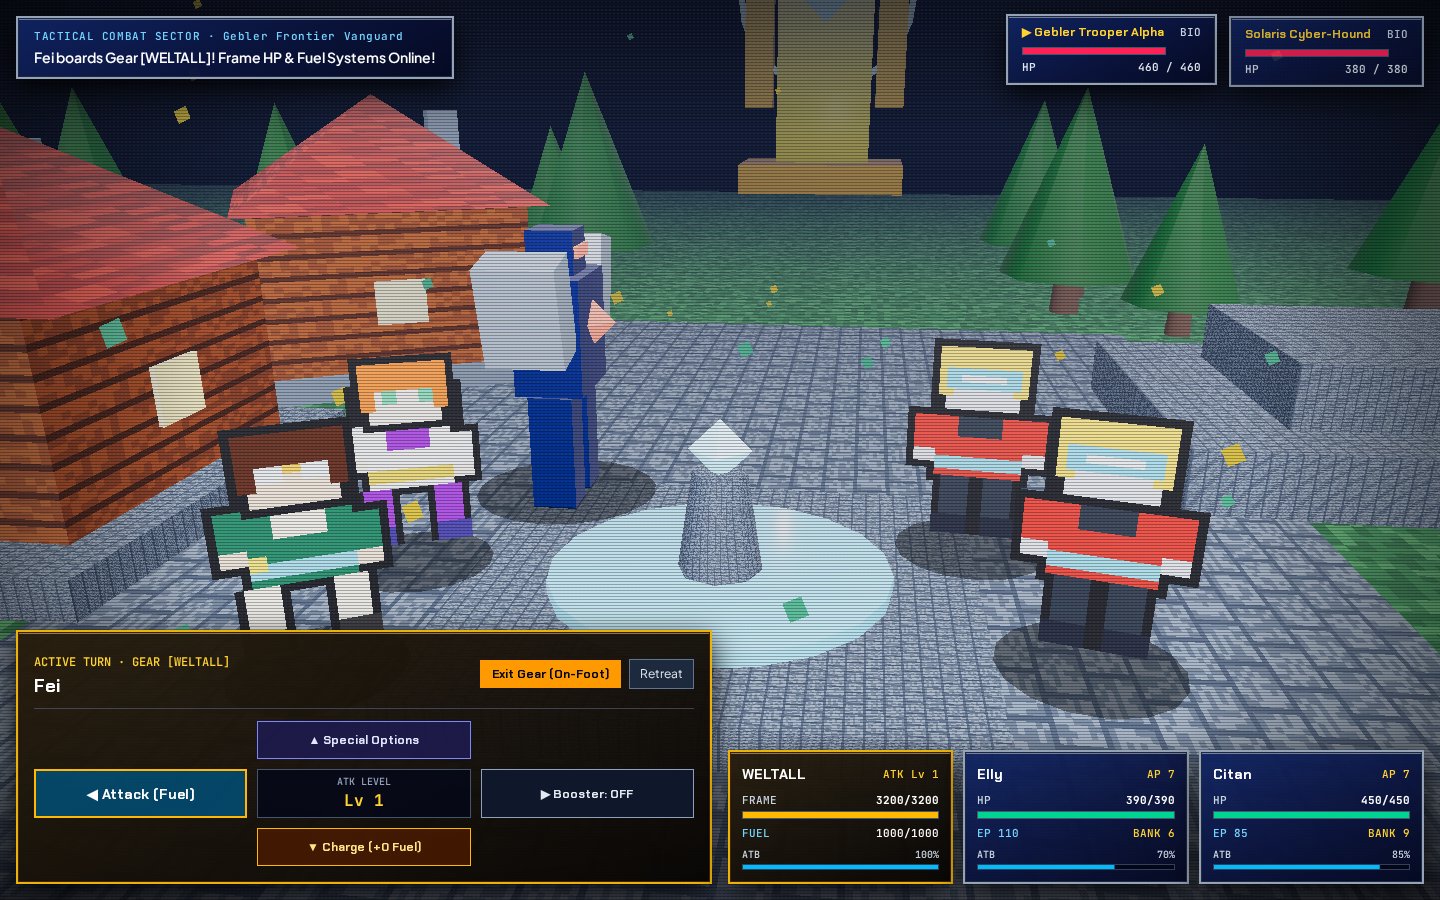 TACTICAL COMBAT SECTOR · Gebler Frontier Vanguard
Fei boards Gear [WELTALL]! Frame HP & Fuel Systems Online!
▶ Gebler Trooper Alpha BIO
HP 460 / 460
Solaris Cyber-Hound BIO
HP 380 / 380
ACTIVE TURN · GEAR [WELTALL]
Fei
Exit Gear (On-Foot)
Retreat
▲ Special Options
◀ Attack (Fuel)
ATK LEVEL
Lv 1
▶ Booster: OFF
▼ Charge (+0 Fuel)
WELTALL ATK Lv 1
FRAME 3200/3200
FUEL 1000/1000
ATB 100%
Elly AP 7
HP 390/390
EP 110 BANK 6
ATB 70%
Citan AP 7
HP 450/450
EP 85 BANK 9
ATB 85%